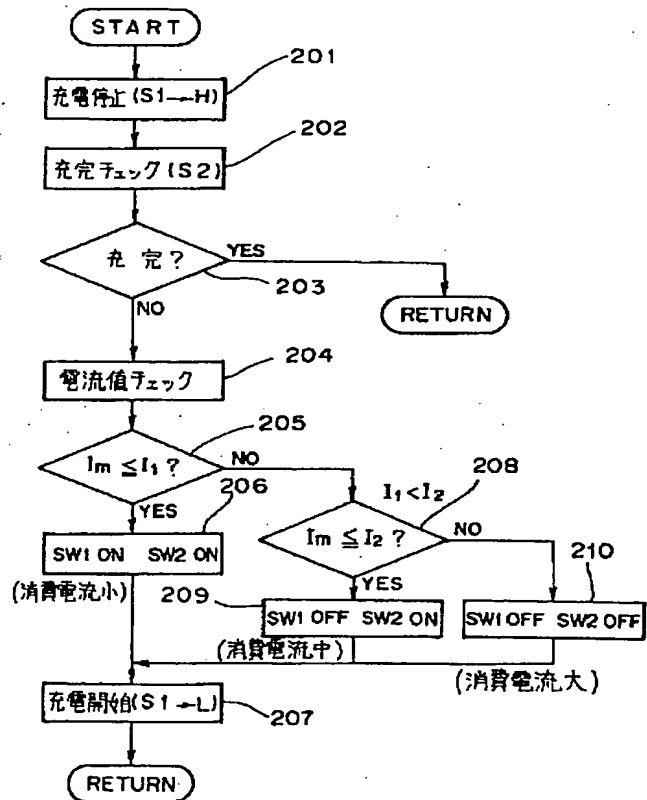 START
201
充電停止(S1→H)
202
充完チェック(S2)
充完?
YES
203
NO
RETURN
204
電流値チェック
205
Im≦I1?
NO
206
YES
208
I1<I2
Im≦I2?
NO
210
SW1 ON SW2 ON
(消費電流小)
209
YES
SW1 OFF SW2 ON
SW1 OFF SW2 OFF
(消費電流中)
(消費電流大)
充電開始(S1→L)
207
RETURN